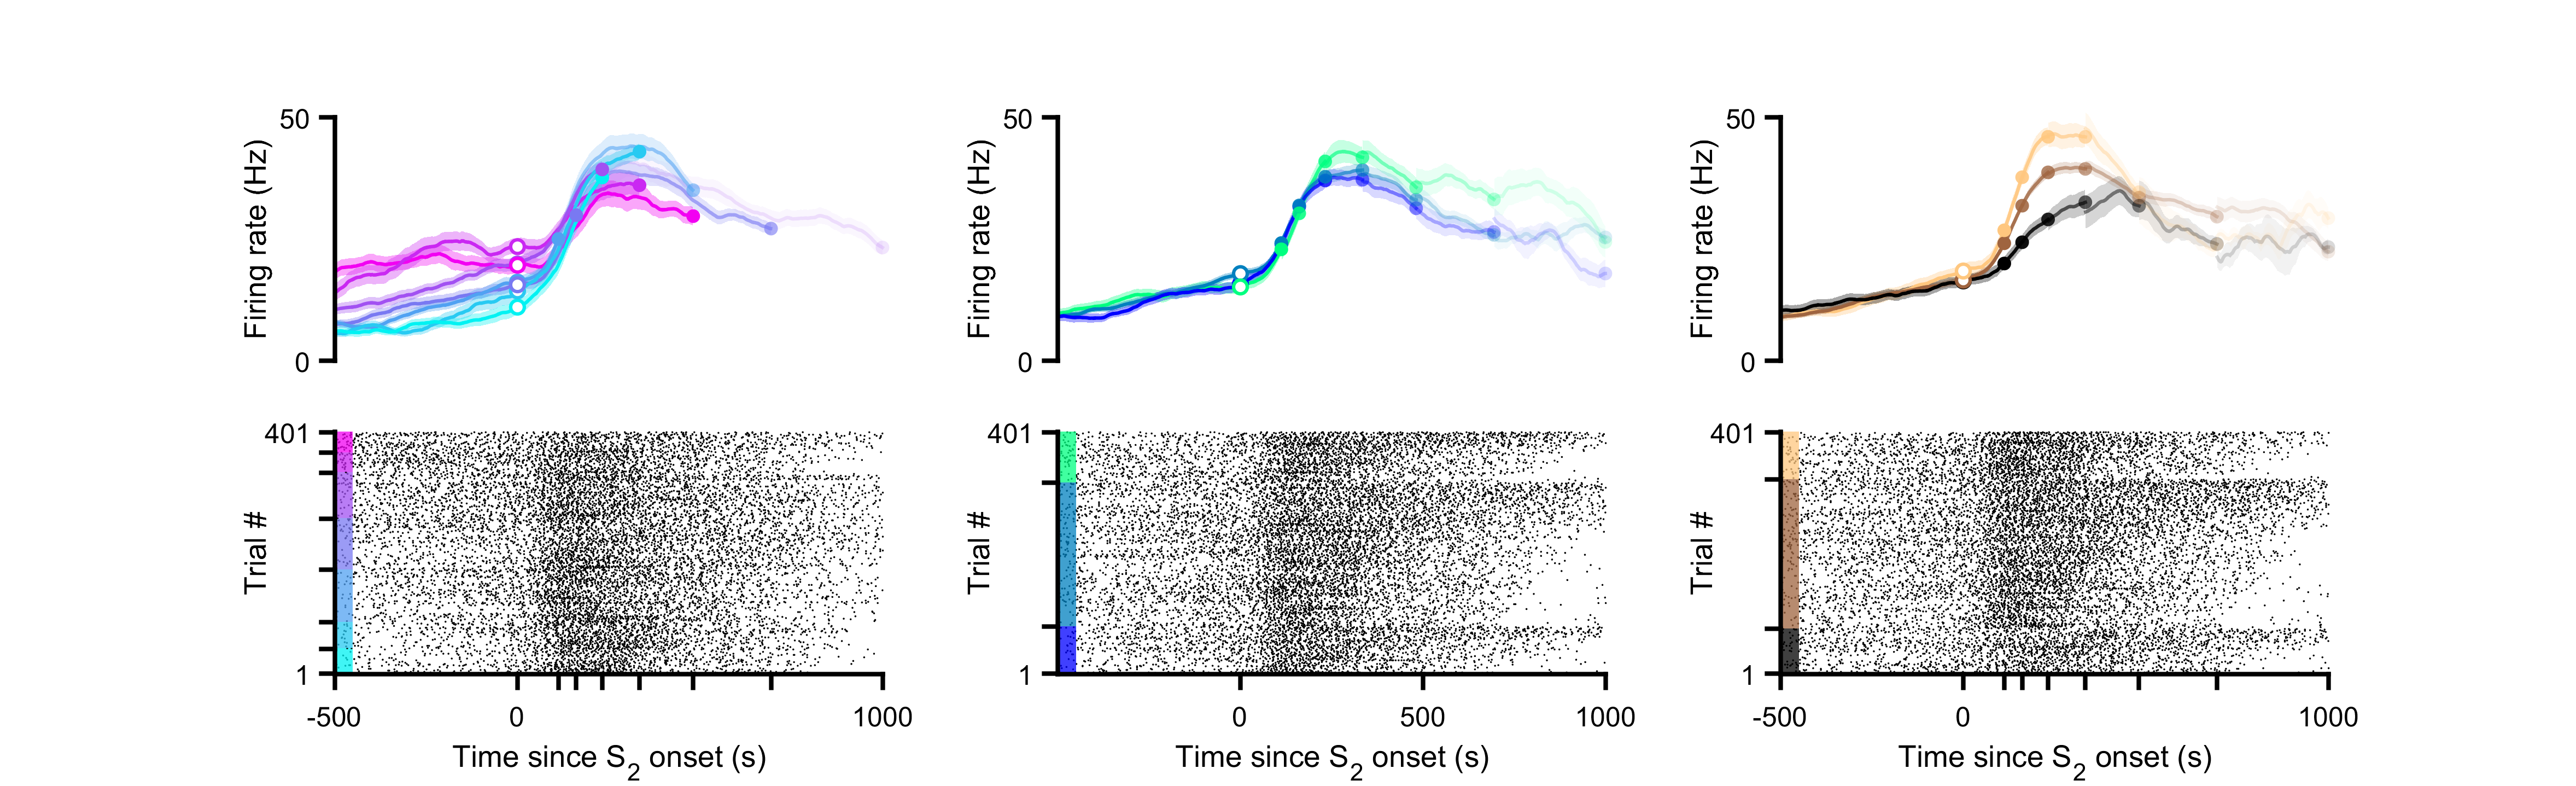 50
Firing rate (Hz)
0
50
Firing rate (Hz)
0
50
Firing rate (Hz)
0
401
Trial #
1
-500
0
1000
Time since S2 onset (s)
401
Trial #
1
0
500
1000
Time since S2 onset (s)
401
Trial #
1
-500
0
1000
Time since S2 onset (s)